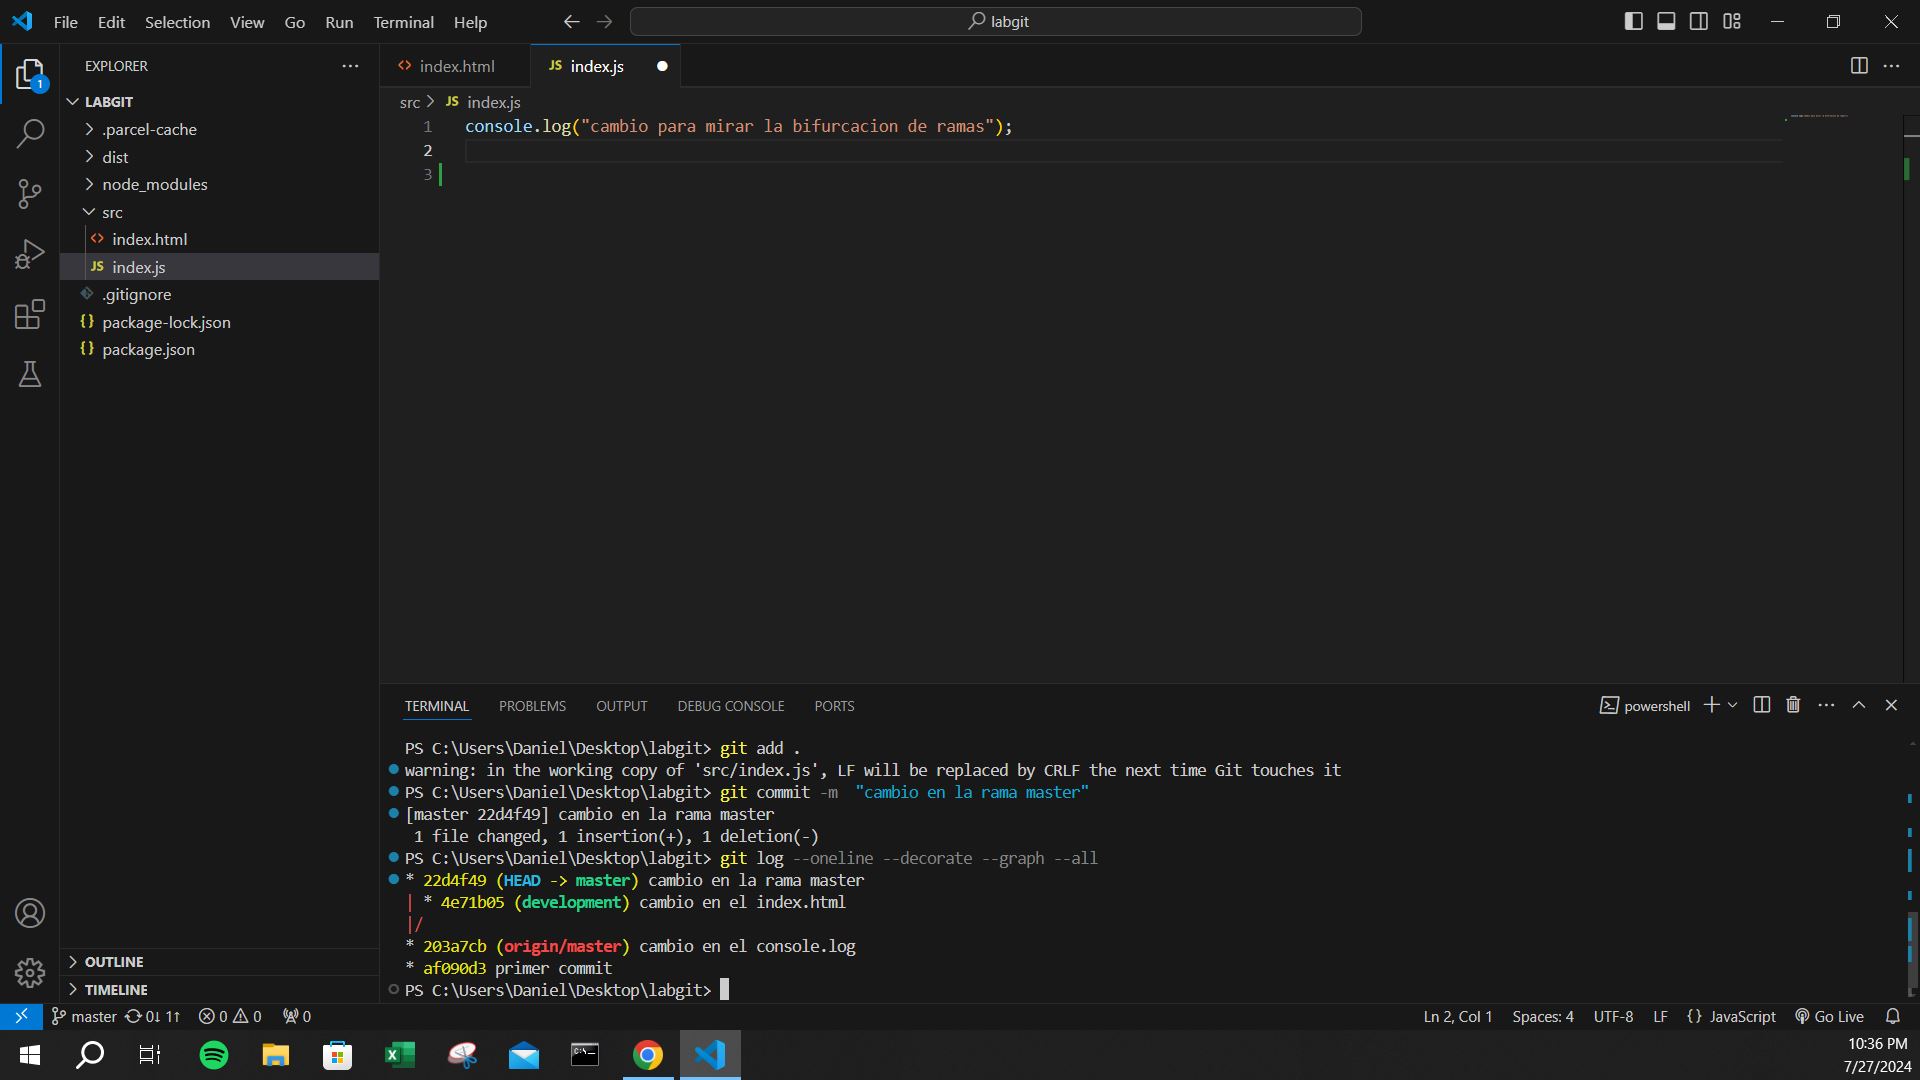 File Edit Selection View Go Run Terminal Help labgit
EXPLORER
index.html
JS index.js
1
LABGIT
src JS index.js
.parcel-cache
1 console.log("cambio para mirar la bifurcacion de ramas");
dist
2
node_modules
3
src
index.html
JS index.js
.gitignore
{} package-lock.json
{} package.json
TERMINAL PROBLEMS OUTPUT DEBUG CONSOLE PORTS powershell
PS C:\Users\Daniel\Desktop\labgit> git add .
warning: in the working copy of 'src/index.js', LF will be replaced by CRLF the next time Git touches it
PS C:\Users\Daniel\Desktop\labgit> git commit -m  "cambio en la rama master"
[master 22d4f49] cambio en la rama master
 1 file changed, 1 insertion(+), 1 deletion(-)
PS C:\Users\Daniel\Desktop\labgit> git log --oneline --decorate --graph --all
* 22d4f49 (HEAD -> master) cambio en la rama master
| * 4e71b05 (development) cambio en el index.html
|/
* 203a7cb (origin/master) cambio en el console.log
* af090d3 primer commit
PS C:\Users\Daniel\Desktop\labgit>
OUTLINE
TIMELINE
master 0↓ 1↑ 0 0 0 Ln 2, Col 1 Spaces: 4 UTF-8 LF {} JavaScript Go Live
10:36 PM
7/27/2024